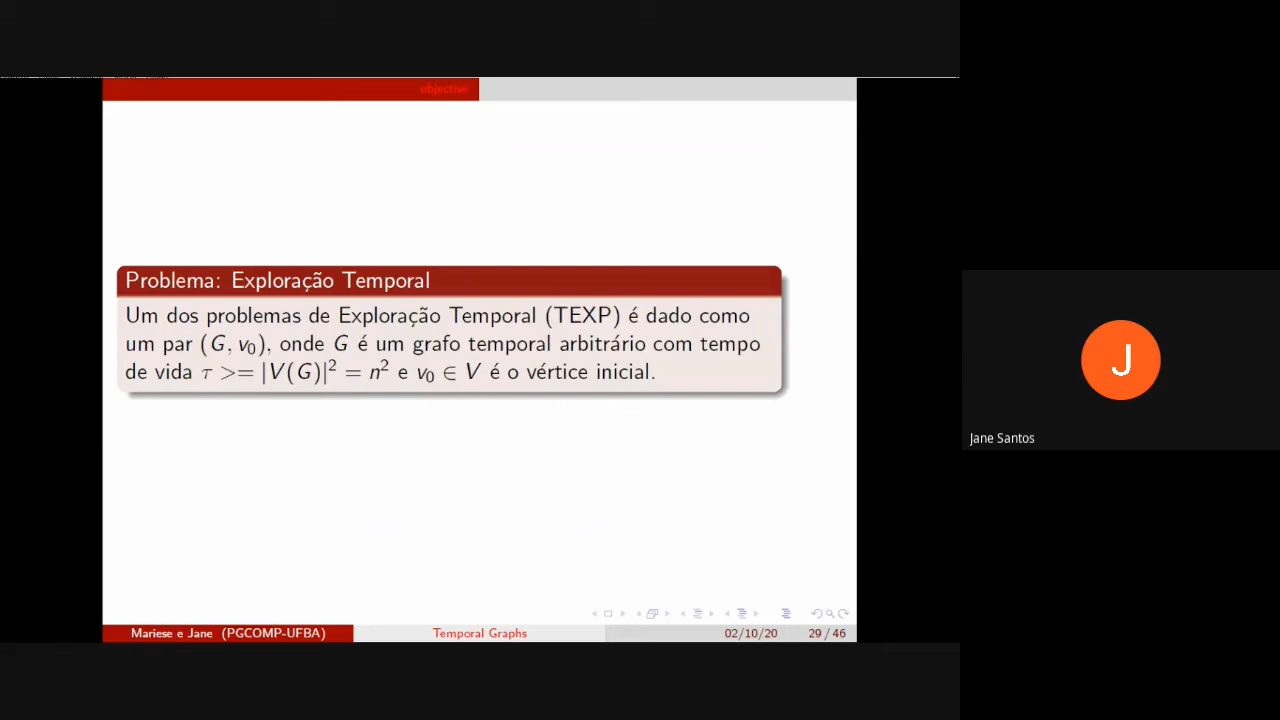 objective
Problema: Exploração Temporal
Um dos problemas de Exploração Temporal (TEXP) é dado como
um par (G, v₀), onde G é um grafo temporal arbitrário com tempo
de vida τ >= |V(G)|² = n² e v₀ ∈ V é o vértice inicial.
J
Jane Santos
Mariese e Jane (PGCOMP-UFBA) Temporal Graphs 02/10/20 29 / 46